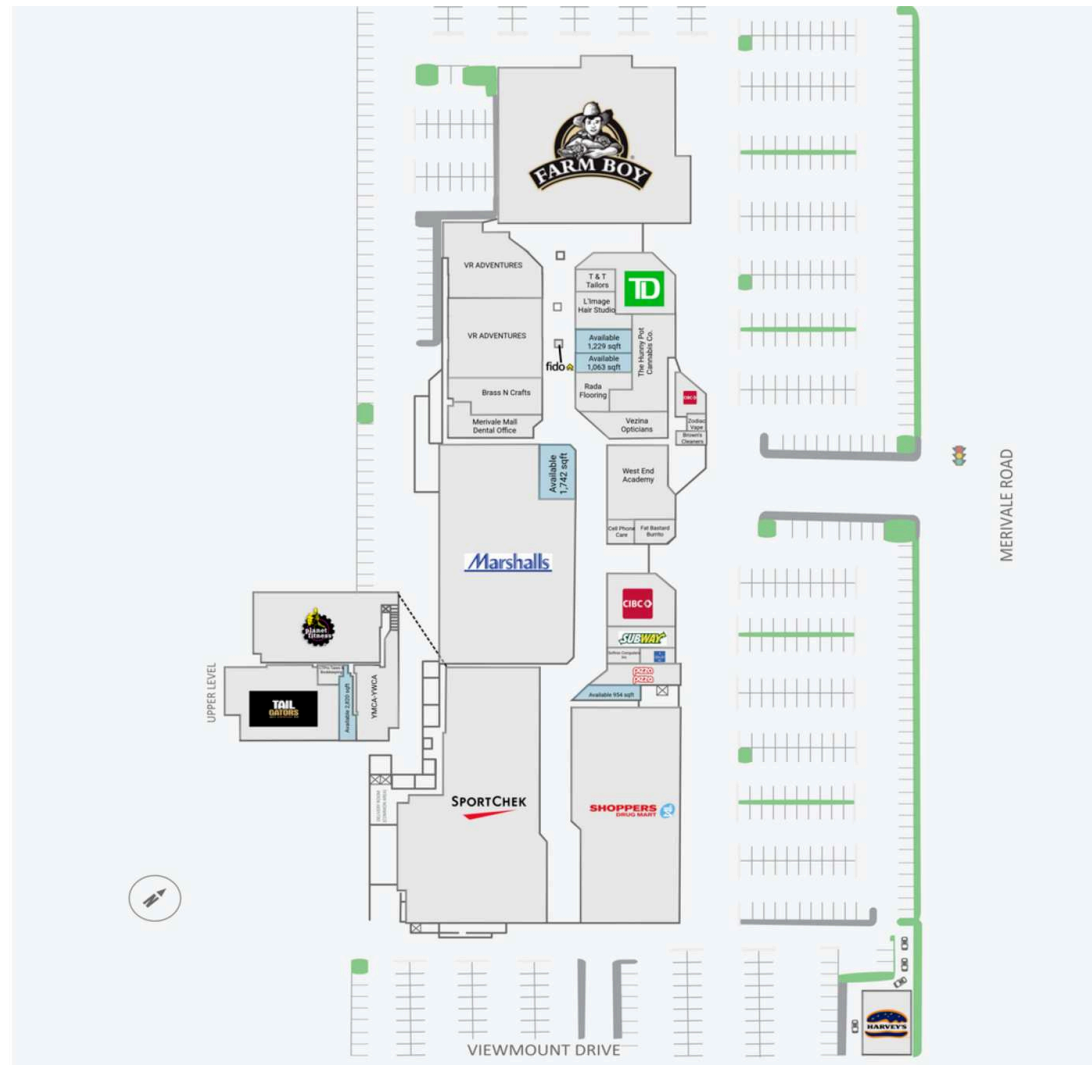 FARM BOY
VR ADVENTURES
T & T
Tailors
TD
L'Image
Hair Studio
VR ADVENTURES
Available
1,229 sqft
Available
1,063 sqft
The Hunny Pot
Cannabis Co.
fido
Brass N Crafts
Rada
Flooring
CIBC
Merivale Mall
Dental Office
Vezina
Opticians
Zodiac
Vape
Brown's
Cleaners
Available
1,742 sqft
West End
Academy
MERIVALE ROAD
Cell Phone
Care
Fat Bastard
Burrito
Marshalls
CIBC
SUBWAY
planet
fitness
pizza
pizza
Available 934 sqft
UPPER LEVEL
TAIL
GATORS
YMCA-YWCA
SPORTCHEK
SHOPPERS
DRUG MART
N
HARVEY'S
VIEWMOUNT DRIVE